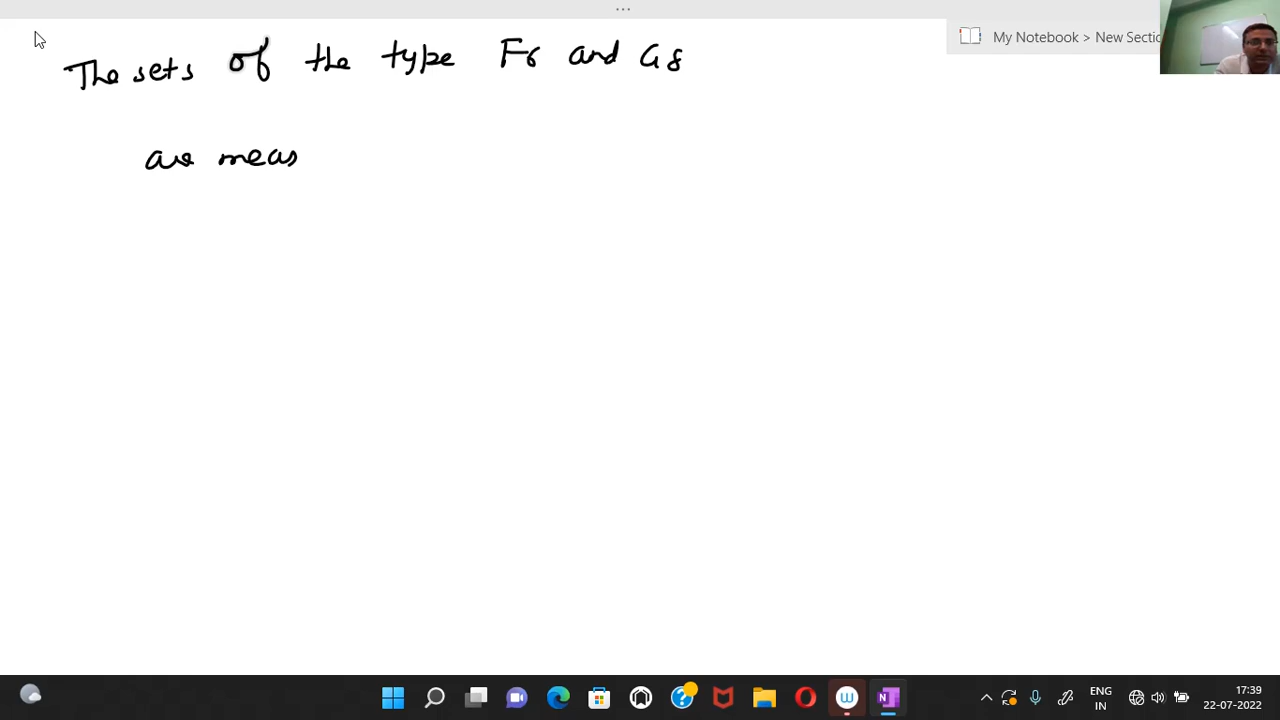 My Notebook > New Sectio
The sets of the type Fσ and Gδ
are meas
ENG
IN
17:39
22-07-2022